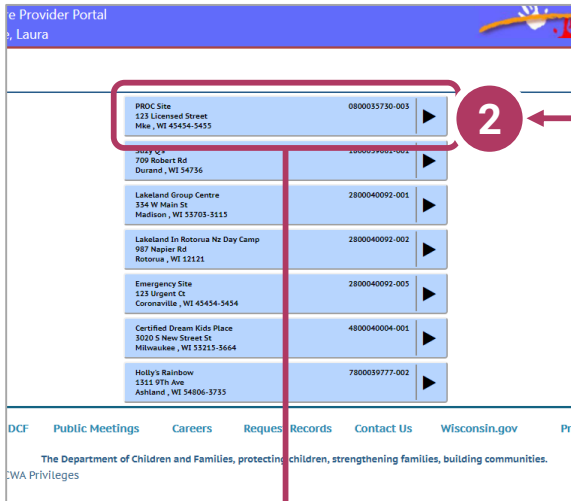 e Provider Portal
, Laura
PROC Site 0800035730-003
123 Licensed Street
Mke , WI 45454-5455
2
709 Robert Rd
Durand , WI 54736
Lakeland Group Centre 2800040092-001
334 W Main St
Madison , WI 53703-3115
Lakeland In Rotorua Nz Day Camp 2800040092-002
987 Napier Rd
Rotorua , WI 12121
Emergency Site 2800040092-005
123 Urgent Ct
Coronaville , WI 45454-5454
Certified Dream Kids Place 4800040004-001
3020 S New Street St
Milwaukee , WI 53215-3664
Holly's Rainbow 7800039777-002
1311 9Th Ave
Ashland , WI 54806-3735
DCF Public Meetings Careers Reques Records Contact Us Wisconsin.gov Pr
The Department of Children and Families, protecting children, strengthening families, building communities.
CWA Privileges